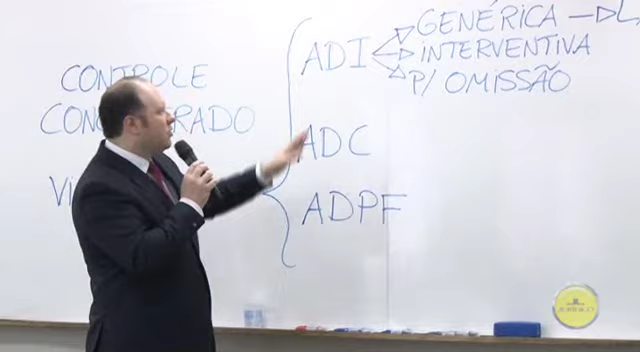 CONTROLE
ADI
GENÉRICA
INTERVENTIVA
P/ OMISSÃO
ADC
ADPF